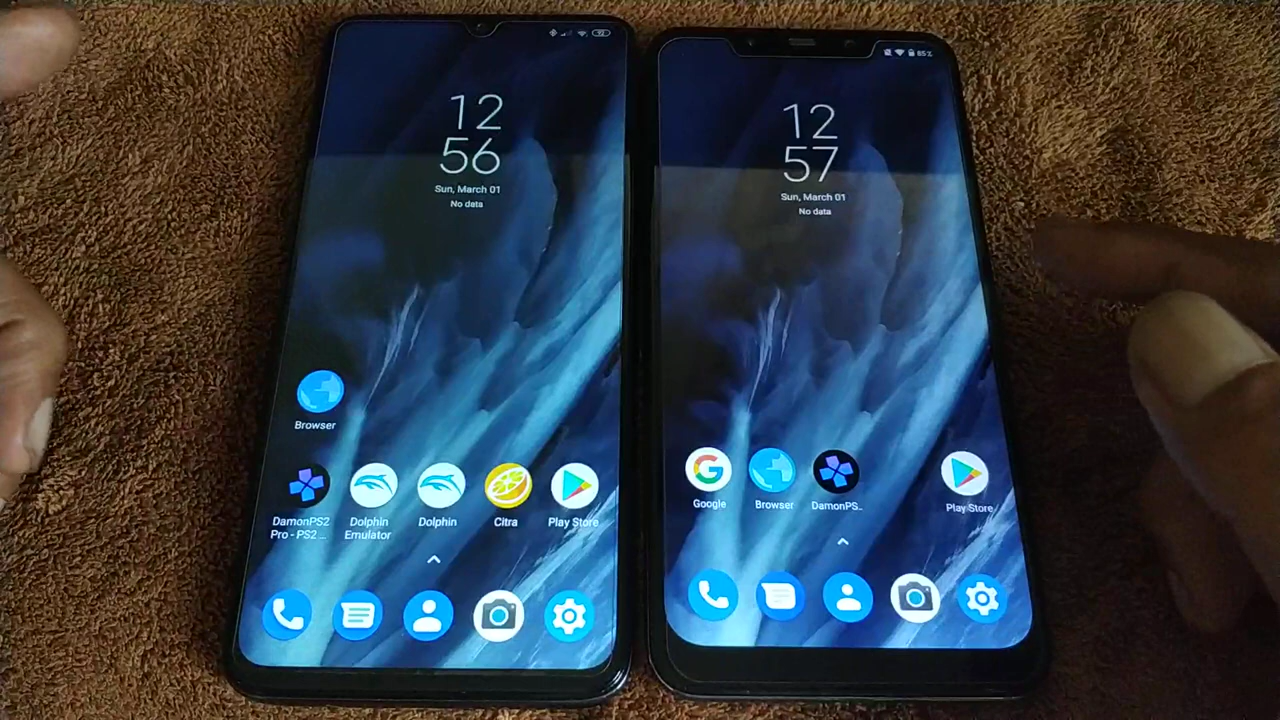 12
56
Sun, March 01
No data
Browser
DamonPS2
Pro - PS2...
Dolphin
Emulator
Dolphin
Citra
Play Store
85%
12
57
Sun, March 01
No data
Google
Browser
DamonPS..
Play Store